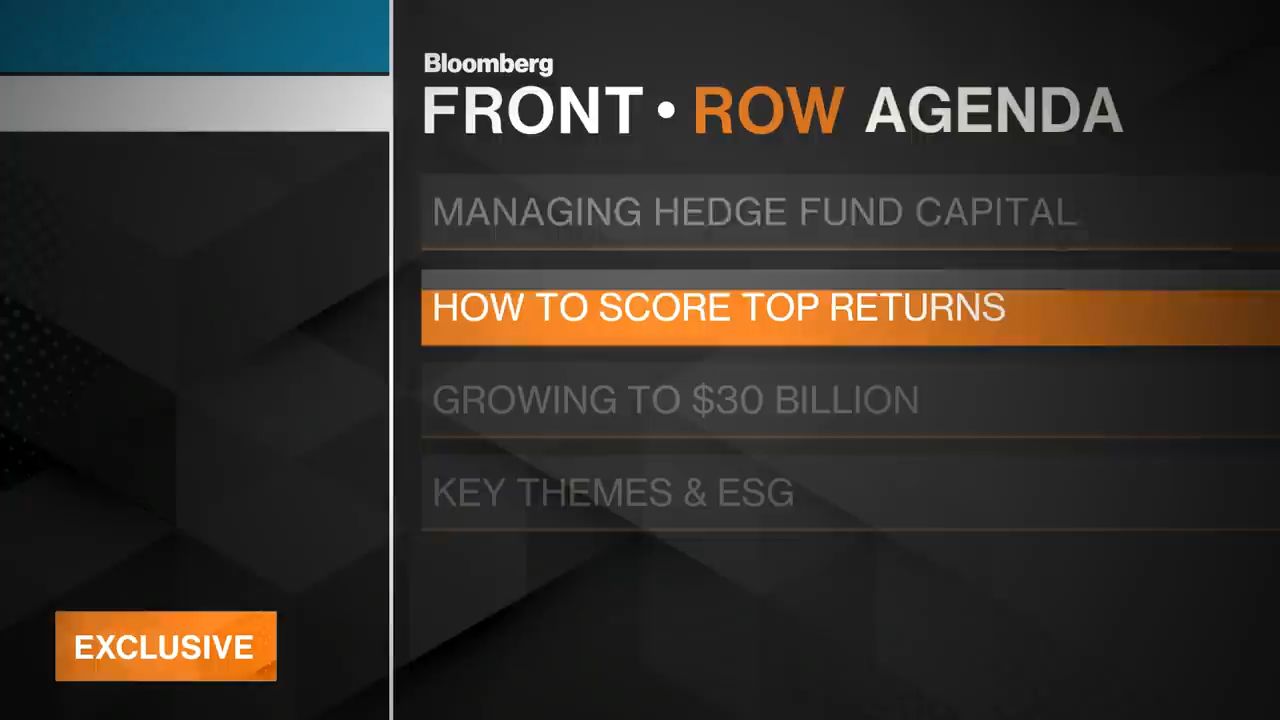 Bloomberg
FRONT • ROW AGENDA
MANAGING HEDGE FUND CAPITAL
HOW TO SCORE TOP RETURNS
GROWING TO $30 BILLION
KEY THEMES & ESG
EXCLUSIVE